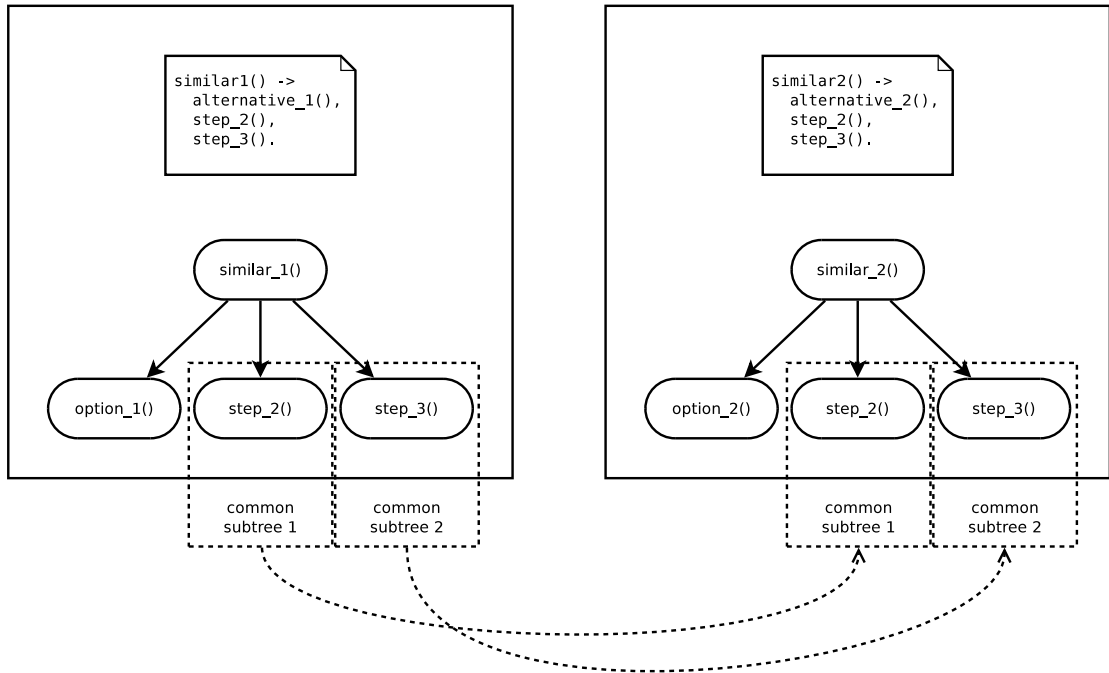 similar1() ->
alternative_1(),
step_2(),
step_3().
similar_1()
option_1()
step_2()
step_3()
common
subtree 1
common
subtree 2
similar2() ->
alternative_2(),
step_2(),
step_3().
similar_2()
option_2()
step_2()
step_3()
common
subtree 1
common
subtree 2